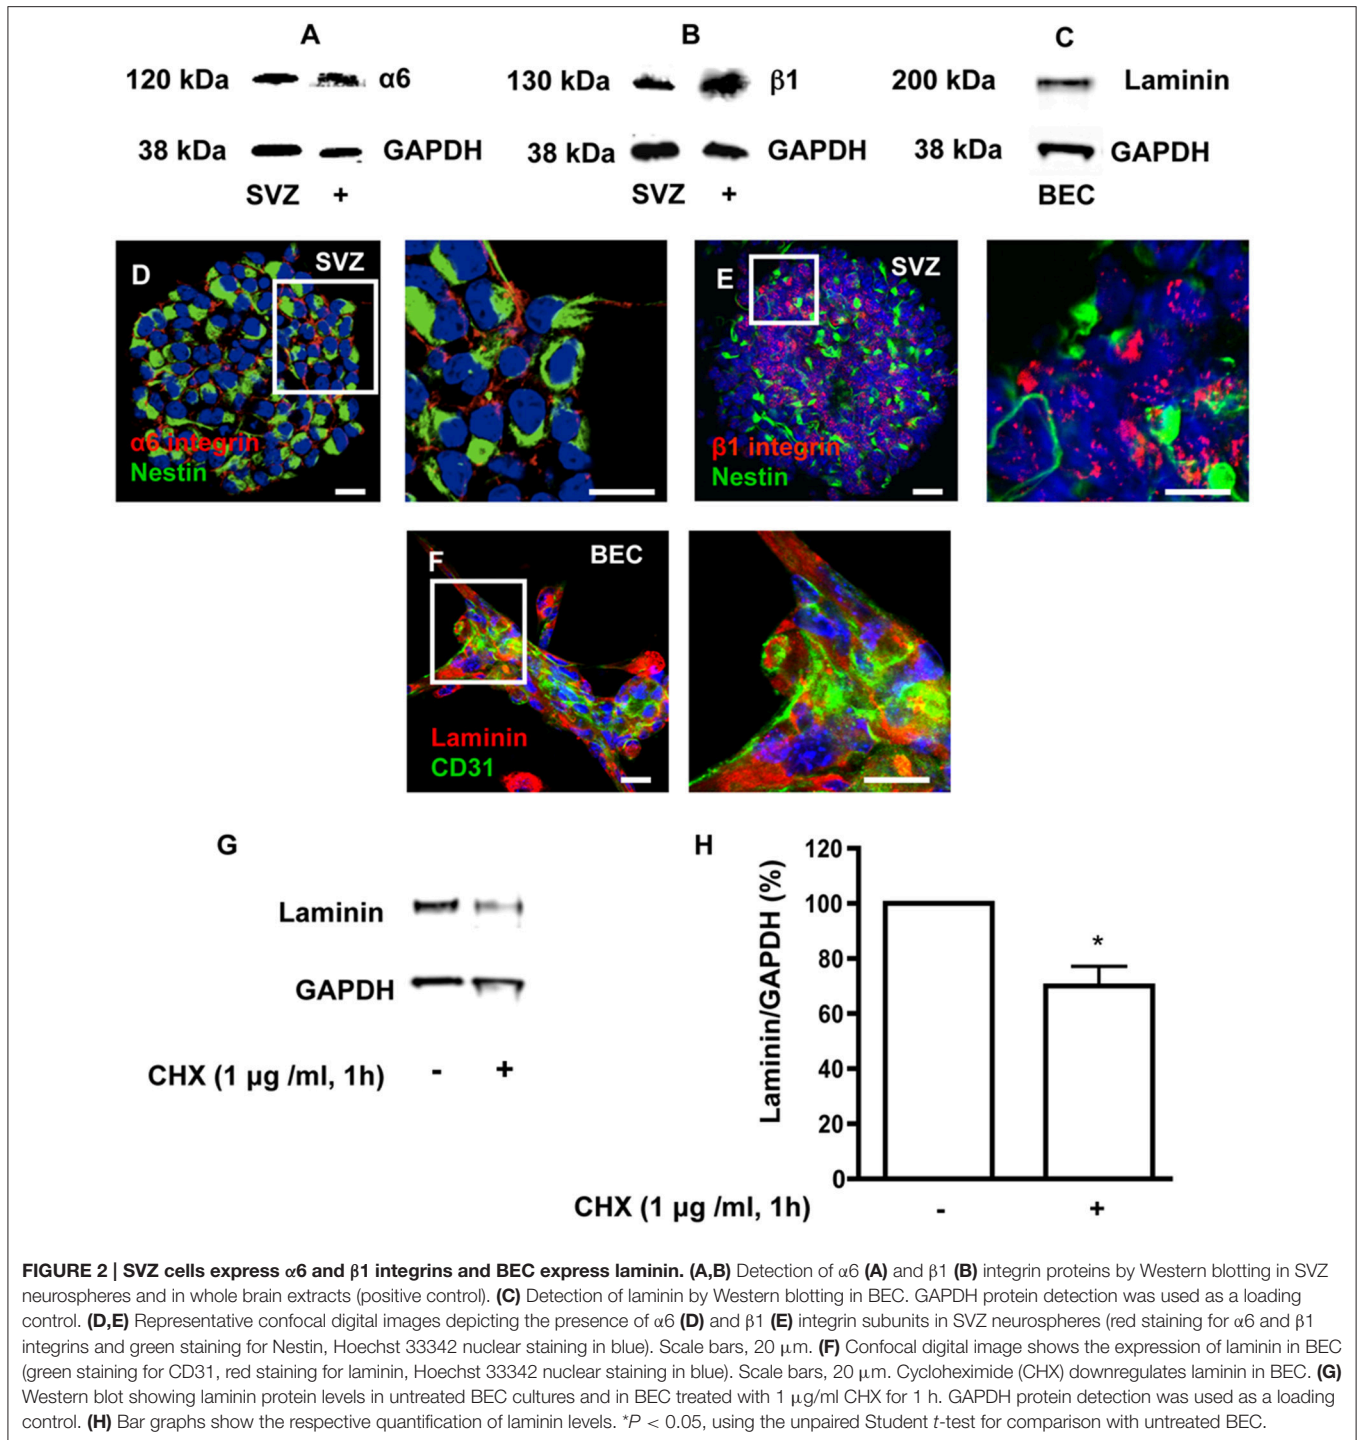 A
B
C
120 kDa
α6
130 kDa
β1
200 kDa
Laminin
38 kDa
GAPDH
38 kDa
GAPDH
38 kDa
GAPDH
SVZ +
SVZ +
BEC
D
SVZ
α6 integrin
Nestin
E
SVZ
β1 integrin
Nestin
F
BEC
Laminin
CD31
G
Laminin
GAPDH
CHX (1 µg /ml, 1h) - +
H
Laminin/GAPDH (%)
120
100
80
60
40
20
0
*
CHX (1 µg /ml, 1h) - +
FIGURE 2 | SVZ cells express α6 and β1 integrins and BEC express laminin. (A,B) Detection of α6 (A) and β1 (B) integrin proteins by Western blotting in SVZ
neurospheres and in whole brain extracts (positive control). (C) Detection of laminin by Western blotting in BEC. GAPDH protein detection was used as a loading
control. (D,E) Representative confocal digital images depicting the presence of α6 (D) and β1 (E) integrin subunits in SVZ neurospheres (red staining for α6 and β1
integrins and green staining for Nestin, Hoechst 33342 nuclear staining in blue). Scale bars, 20 µm. (F) Confocal digital image shows the expression of laminin in BEC
(green staining for CD31, red staining for laminin, Hoechst 33342 nuclear staining in blue). Scale bars, 20 µm. Cycloheximide (CHX) downregulates laminin in BEC. (G)
Western blot showing laminin protein levels in untreated BEC cultures and in BEC treated with 1 µg/ml CHX for 1 h. GAPDH protein detection was used as a loading
control. (H) Bar graphs show the respective quantification of laminin levels. *P < 0.05, using the unpaired Student t-test for comparison with untreated BEC.